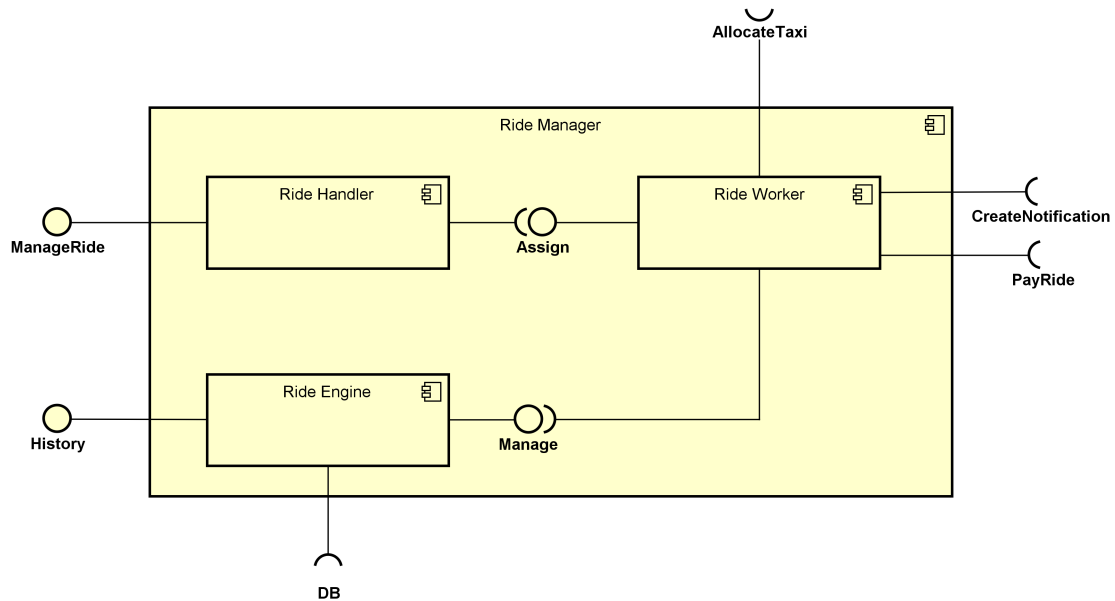 AllocateTaxi
Ride Manager
Ride Handler
Ride Worker
CreateNotification
ManageRide
Assign
PayRide
Ride Engine
History
Manage
DB